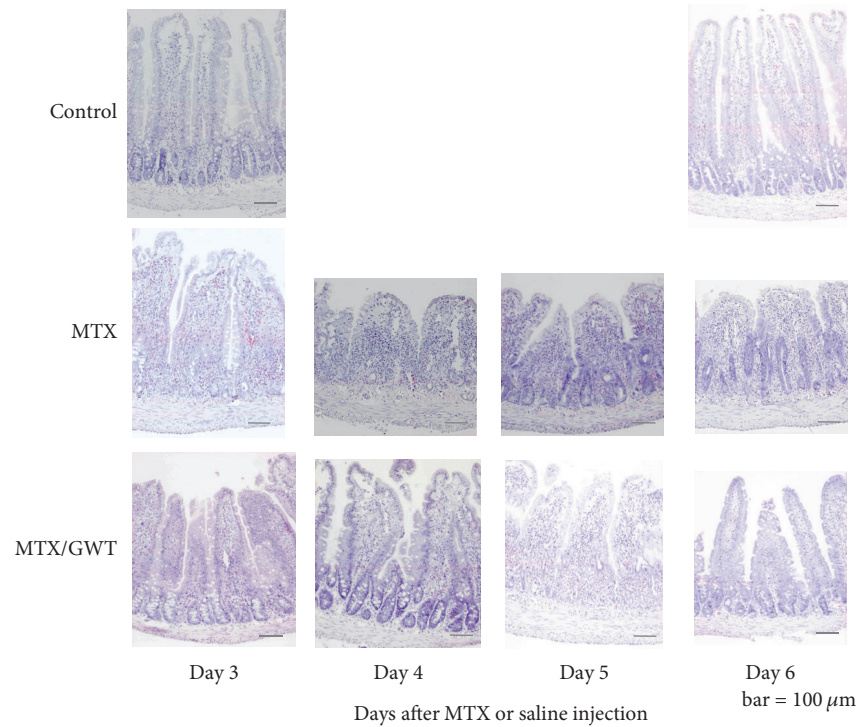 Control
MTX
MTX/GWT
Day 3
Day 4
Day 5
Day 6
Days after MTX or saline injection
bar = 100 μm